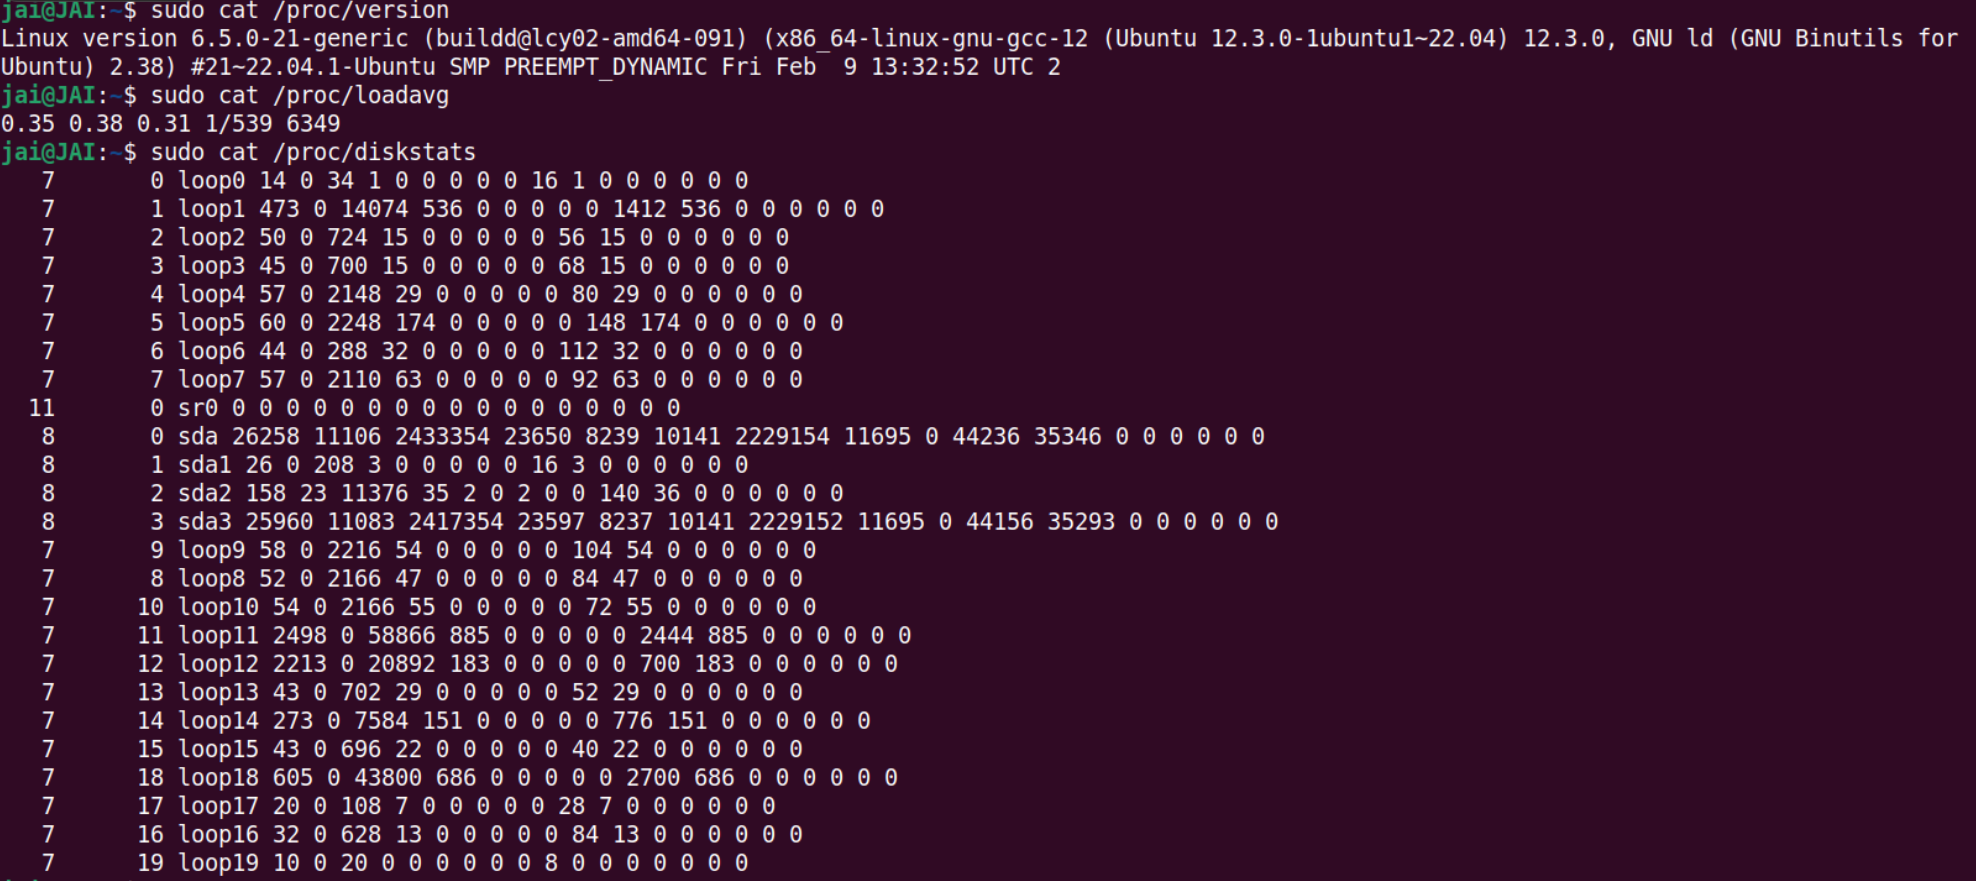 jai@JAI:~$ sudo cat /proc/version
Linux version 6.5.0-21-generic (buildd@lcy02-amd64-091) (x86_64-linux-gnu-gcc-12 (Ubuntu 12.3.0-1ubuntu1~22.04) 12.3.0, GNU ld (GNU Binutils for
Ubuntu) 2.38) #21~22.04.1-Ubuntu SMP PREEMPT_DYNAMIC Fri Feb  9 13:32:52 UTC 2
jai@JAI:~$ sudo cat /proc/loadavg
0.35 0.38 0.31 1/539 6349
jai@JAI:~$ sudo cat /proc/diskstats
   7       0 loop0 14 0 34 1 0 0 0 0 0 16 1 0 0 0 0 0 0
   7       1 loop1 473 0 14074 536 0 0 0 0 0 1412 536 0 0 0 0 0 0
   7       2 loop2 50 0 724 15 0 0 0 0 0 56 15 0 0 0 0 0 0
   7       3 loop3 45 0 700 15 0 0 0 0 0 68 15 0 0 0 0 0 0
   7       4 loop4 57 0 2148 29 0 0 0 0 0 80 29 0 0 0 0 0 0
   7       5 loop5 60 0 2248 174 0 0 0 0 0 148 174 0 0 0 0 0 0
   7       6 loop6 44 0 288 32 0 0 0 0 0 112 32 0 0 0 0 0 0
   7       7 loop7 57 0 2110 63 0 0 0 0 0 92 63 0 0 0 0 0 0
  11       0 sr0 0 0 0 0 0 0 0 0 0 0 0 0 0 0 0 0 0
   8       0 sda 26258 11106 2433354 23650 8239 10141 2229154 11695 0 44236 35346 0 0 0 0 0 0
   8       1 sda1 26 0 208 3 0 0 0 0 0 16 3 0 0 0 0 0 0
   8       2 sda2 158 23 11376 35 2 0 2 0 0 140 36 0 0 0 0 0 0
   8       3 sda3 25960 11083 2417354 23597 8237 10141 2229152 11695 0 44156 35293 0 0 0 0 0 0
   7       9 loop9 58 0 2216 54 0 0 0 0 0 104 54 0 0 0 0 0 0
   7       8 loop8 52 0 2166 47 0 0 0 0 0 84 47 0 0 0 0 0 0
   7      10 loop10 54 0 2166 55 0 0 0 0 0 72 55 0 0 0 0 0 0
   7      11 loop11 2498 0 58866 885 0 0 0 0 0 2444 885 0 0 0 0 0 0
   7      12 loop12 2213 0 20892 183 0 0 0 0 0 700 183 0 0 0 0 0 0
   7      13 loop13 43 0 702 29 0 0 0 0 0 52 29 0 0 0 0 0 0
   7      14 loop14 273 0 7584 151 0 0 0 0 0 776 151 0 0 0 0 0 0
   7      15 loop15 43 0 696 22 0 0 0 0 0 40 22 0 0 0 0 0 0
   7      18 loop18 605 0 43800 686 0 0 0 0 0 2700 686 0 0 0 0 0 0
   7      17 loop17 20 0 108 7 0 0 0 0 0 28 7 0 0 0 0 0 0
   7      16 loop16 32 0 628 13 0 0 0 0 0 84 13 0 0 0 0 0 0
   7      19 loop19 10 0 20 0 0 0 0 0 0 8 0 0 0 0 0 0 0